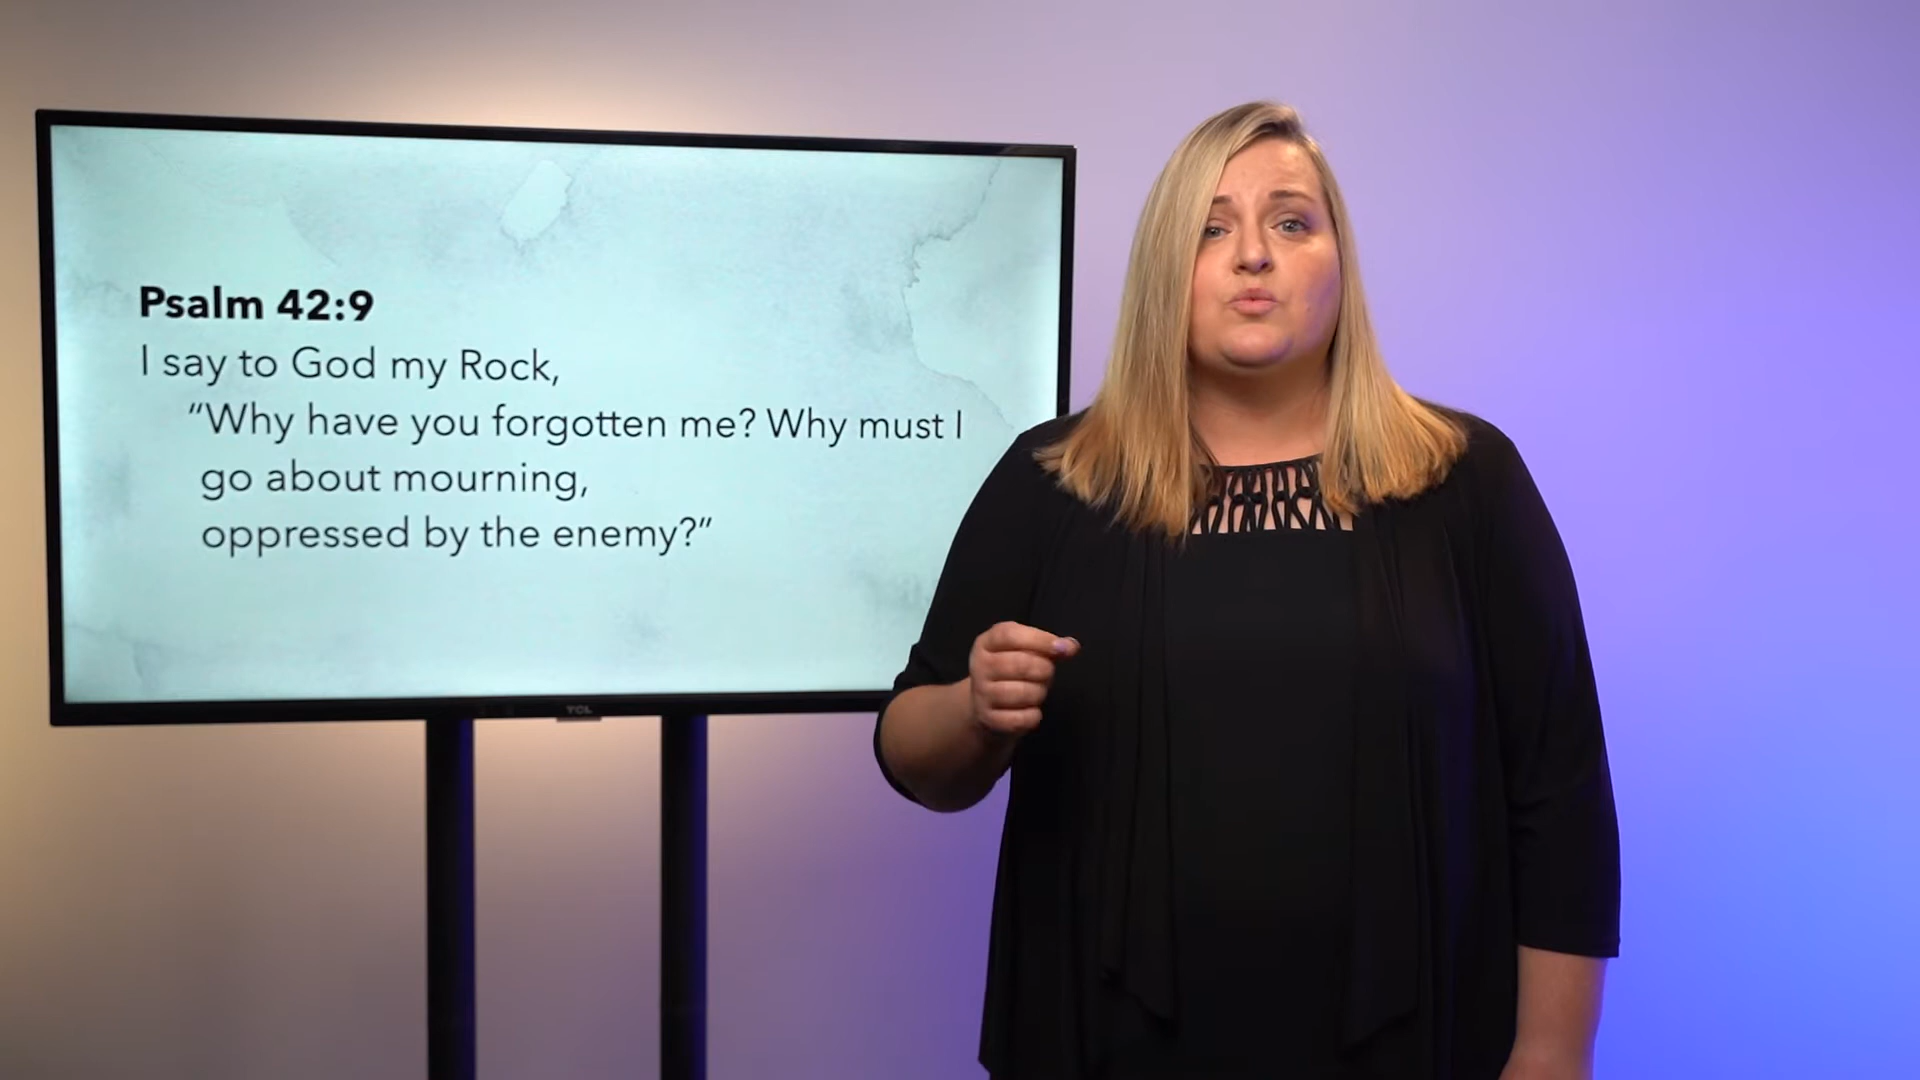 Psalm 42:9
I say to God my Rock,
“Why have you forgotten me? Why must I
go about mourning,
oppressed by the enemy?”
TCL